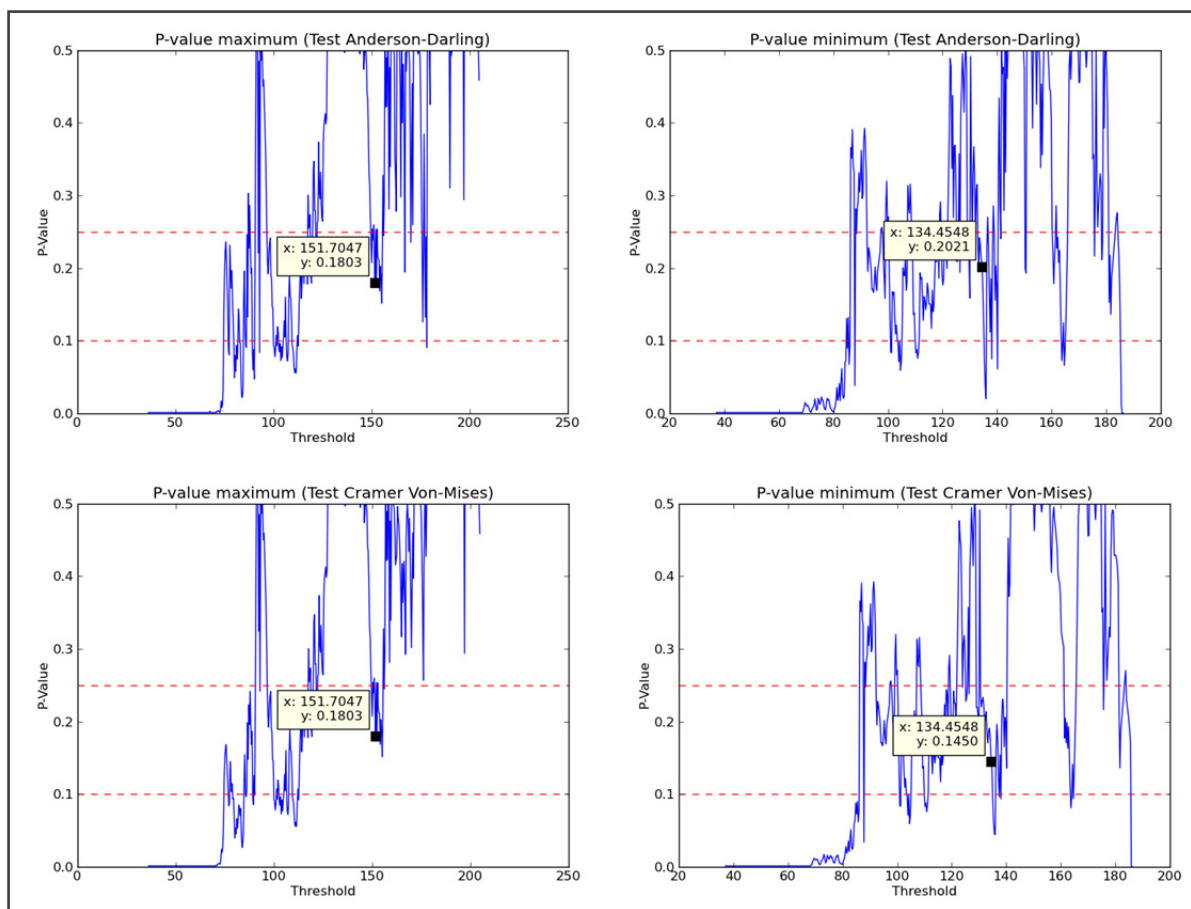 P-value maximum (Test Anderson-Darling)
0.5
0.4
0.3
0.2
0.1
0.0
P-Value
x: 151.7047
y: 0.1803
0
50
100
150
200
250
Threshold
P-value minimum (Test Anderson-Darling)
0.5
0.4
0.3
0.2
0.1
0.0
P-Value
x: 134.4548
y: 0.2021
20
40
60
80
100
120
140
160
180
200
Threshold
P-value maximum (Test Cramer Von-Mises)
0.5
0.4
0.3
0.2
0.1
0.0
P-Value
x: 151.7047
y: 0.1803
0
50
100
150
200
250
Threshold
P-value minimum (Test Cramer Von-Mises)
0.5
0.4
0.3
0.2
0.1
0.0
P-Value
x: 134.4548
y: 0.1450
20
40
60
80
100
120
140
160
180
200
Threshold